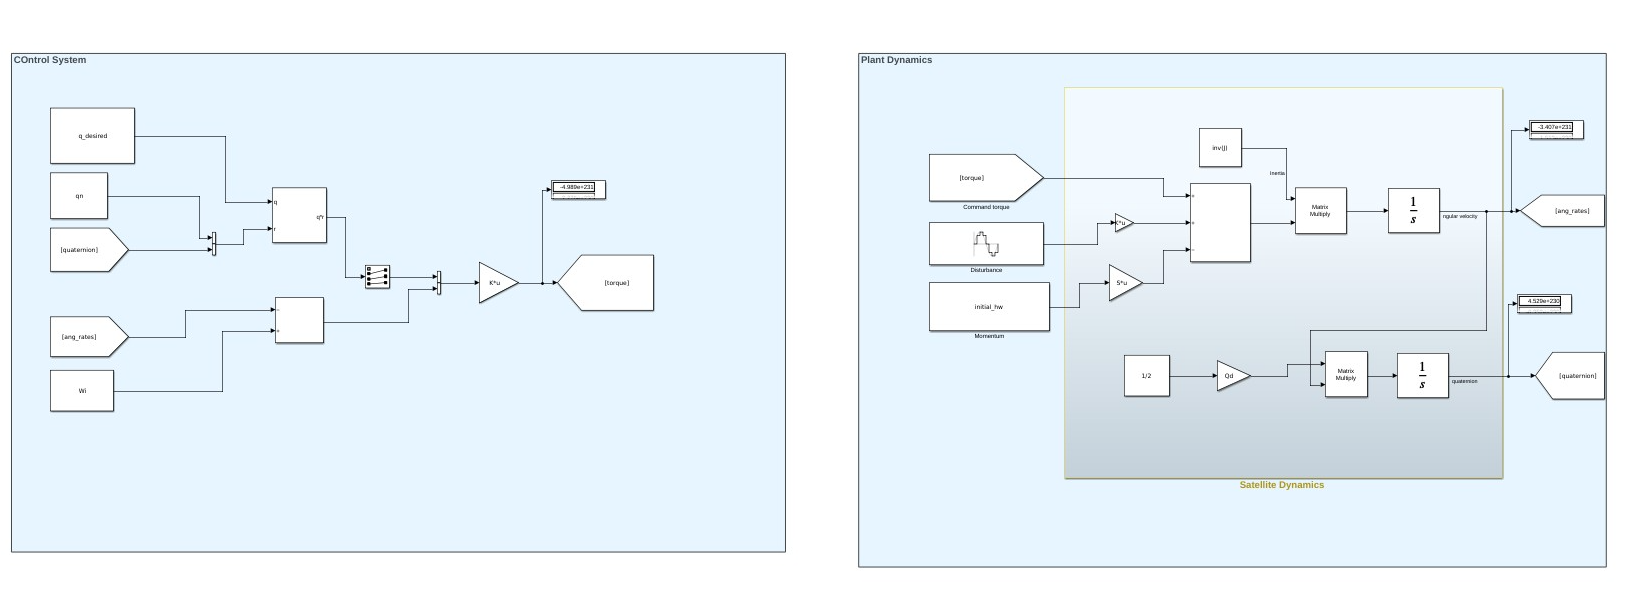 COntrol System
q_desired
qn
[quaternion]
q
r
q*r
[ang_rates]
Wi
−
+
K*u
-4.989e+231
[torque]
Plant Dynamics
[torque]
Command torque
Disturbance
initial_hw
Momentum
K*u
S*u
inv(J)
Inertia
+
+
−
Matrix
Multiply
1
s
ngular velocity
-3.407e+231
[ang_rates]
1/2
Qd
Matrix
Multiply
1
s
quaternion
4.529e+230
[quaternion]
Satellite Dynamics